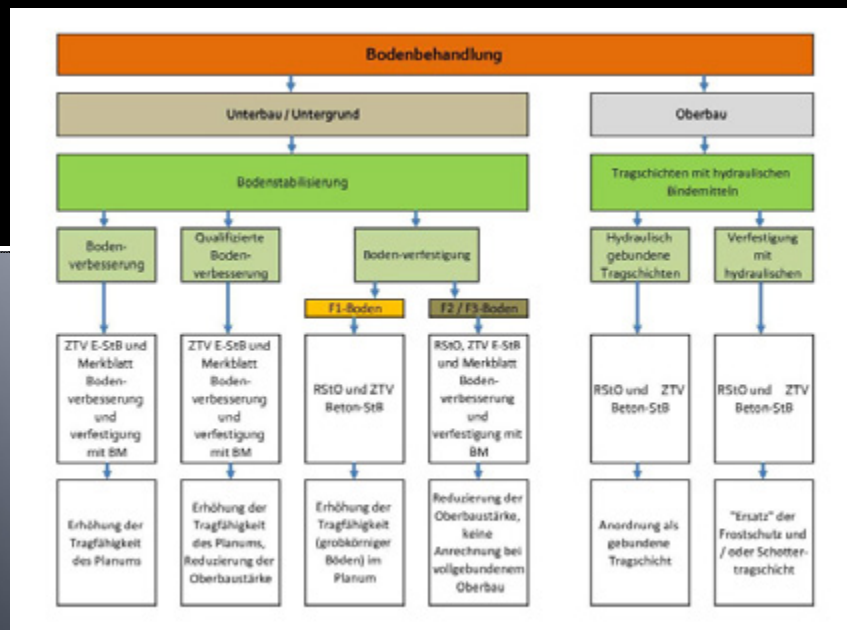 Bodenbehandlung
Unterbau / Untergrund
Oberbau
Bodenstabilisierung
Tragschichten mit hydraulischen
Bindemitteln
Boden-
verbesserung
Qualifizierte
Boden-
verbesserung
Boden-verfestigung
Hydraulisch
gebundene
Tragschichten
Verfestigung
mit
hydraulischen
F1-Boden
F2 / F3-Boden
ZTV E-StB und
Merkblatt
Boden-
verbesserung
und
verfestigung
mit BM
ZTV E-StB und
Merkblatt
Boden-
verbesserung
und
verfestigung
mit BM
RStO und ZTV
Beton-StB
RStO, ZTV E-StB
und Merkblatt
Boden-
verbesserung
und
verfestigung mit
BM
RStO und ZTV
Beton-StB
RStO und ZTV
Beton-StB
Erhöhung der
Tragfähigkeit
des Planums
Erhöhung der
Tragfähigkeit
des Planums,
Reduzierung der
Oberbaustärke
Erhöhung der
Tragfähigkeit
(grobkörniger
Böden) im
Planum
Reduzierung der
Oberbaustärke,
keine
Anrechnung bei
vollgebundenem
Oberbau
Anordnung als
gebundene
Tragschicht
"Ersatz" der
Frostschutz und
/ oder Schotter-
tragschicht